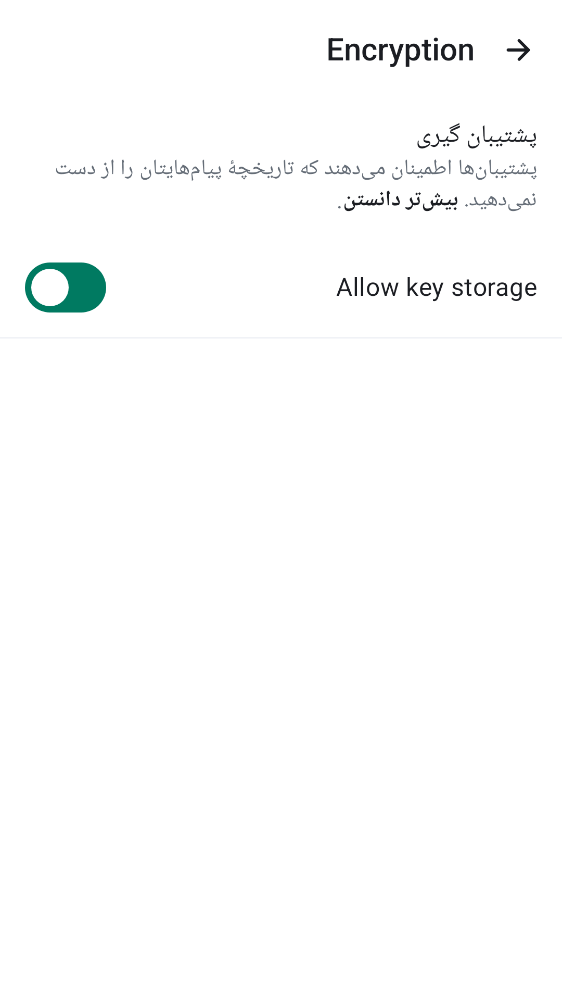 Encryption
پشتیبان گیری
پشتیبان‌ها اطمینان می‌دهند که تاریخچهٔ پیام‌هایتان را از دست
نمی‌دهید. بیش‌تر دانستن.
Allow key storage